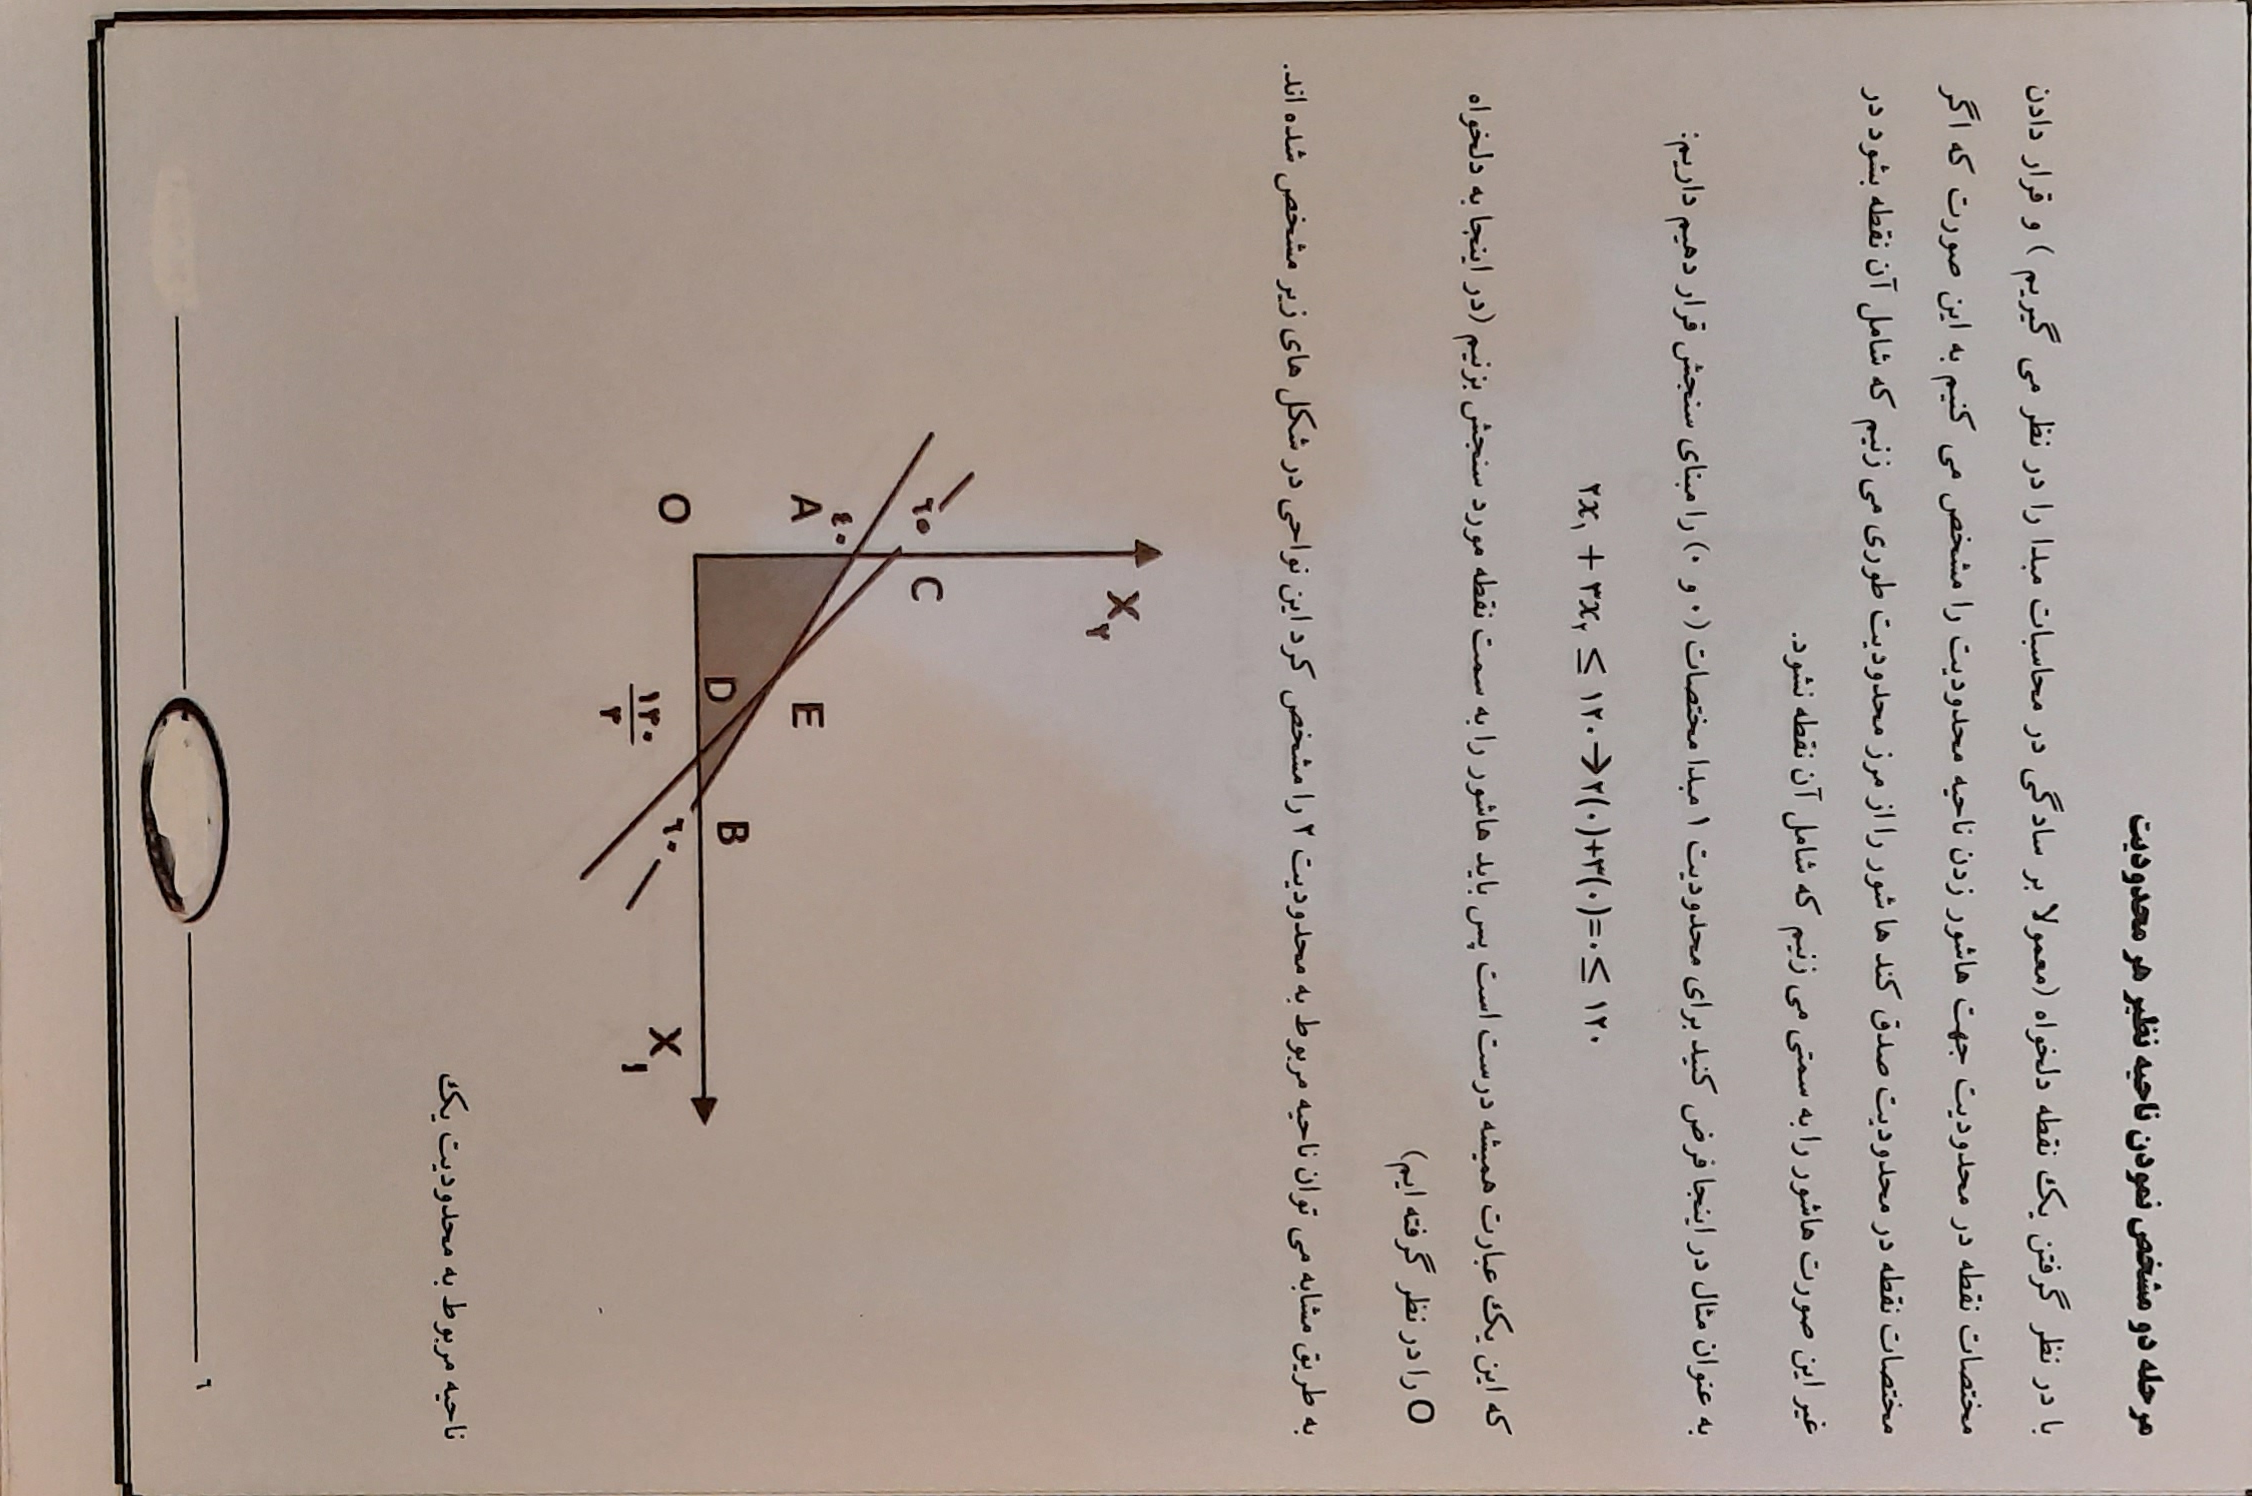 مرحله دو مشخص نمودن ناحیه نظیر هر محدودیت
با در نظر گرفتن یک نقطه دلخواه (معمولا بر سادگی در محاسبات مبدا را در نظر می گیریم) و قرار دادن
مختصات نقطه در محدودیت جهت هاشور زدن ناحیه محدودیت را مشخص می کنیم به این صورت که اگر
مختصات نقطه در محدودیت صدق کند هاشور را از مرز محدودیت طوری می زنیم که شامل آن نقطه بشود در
غیر این صورت هاشور را به سمتی می زنیم که شامل آن نقطه نشود.
به عنوان مثال در اینجا فرض کنید برای محدودیت ۱ مبدا مختصات (۰ و ۰) را مبنای سنجش قرار دهیم داریم:
۲x₁ + ۳x₂ ≤ ۱۲۰ → ۲(۰)+۳(۰)=۰ ≤ ۱۲۰
که این یک عبارت همیشه درست است پس باید هاشور را به سمت نقطه مورد سنجش بزنیم (در اینجا به دلخواه
O را در نظر گرفته ایم)
به طریق مشابه می توان ناحیه مربوط به محدودیت ۲ را مشخص کرد این نواحی در شکل های زیر مشخص شده اند.
X₂
C
A
۴۰
E
D
B
O
۱۳۰
۳
۶۰
X₁
ناحیه مربوط به محدودیت یک
۶